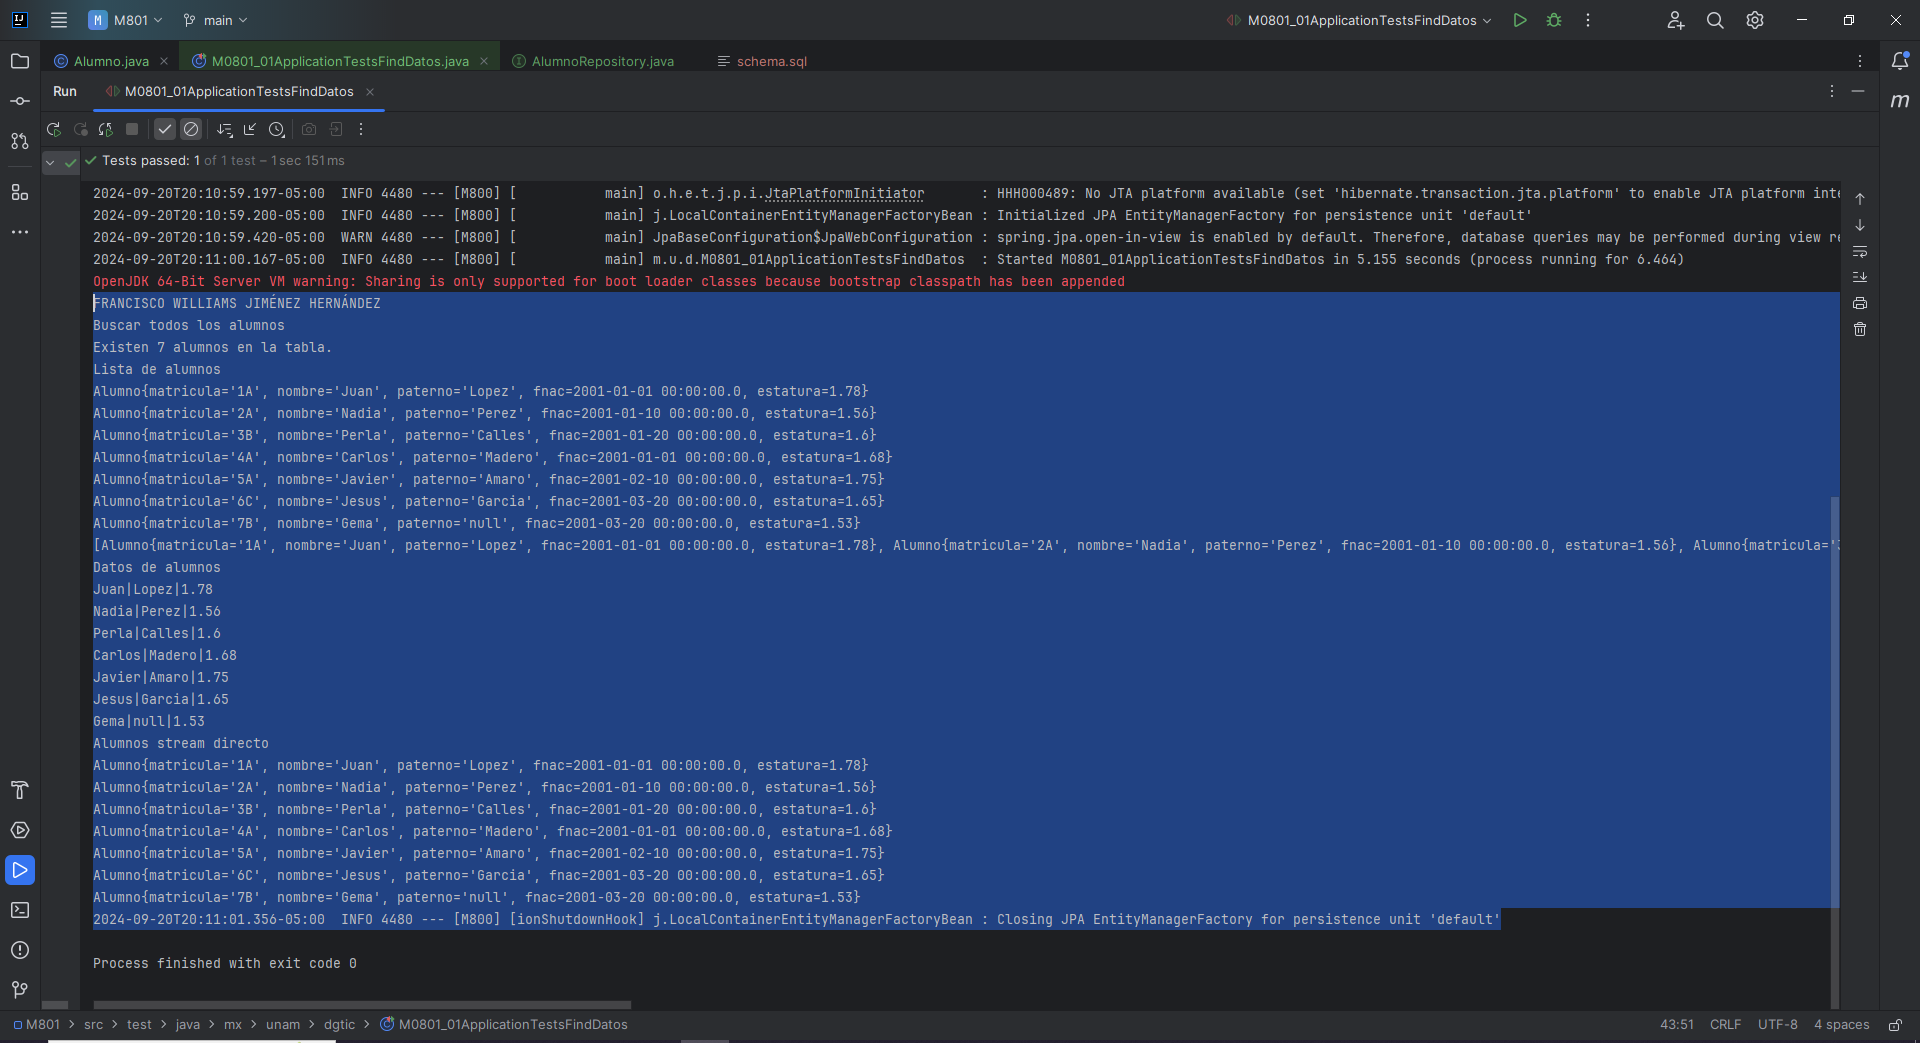 M M801 main M0801_01ApplicationTestsFindDatos
Alumno.java M0801_01ApplicationTestsFindDatos.java AlumnoRepository.java schema.sql
Run M0801_01ApplicationTestsFindDatos
Tests passed: 1 of 1 test – 1 sec 151 ms
2024-09-20T20:10:59.197-05:00  INFO 4480 --- [M800] [           main] o.h.e.t.j.p.i.JtaPlatformInitiator       : HHH000489: No JTA platform available (set 'hibernate.transaction.jta.platform' to enable JTA platform inte
2024-09-20T20:10:59.200-05:00  INFO 4480 --- [M800] [           main] j.LocalContainerEntityManagerFactoryBean : Initialized JPA EntityManagerFactory for persistence unit 'default'
2024-09-20T20:10:59.420-05:00  WARN 4480 --- [M800] [           main] JpaBaseConfiguration$JpaWebConfiguration : spring.jpa.open-in-view is enabled by default. Therefore, database queries may be performed during view re
2024-09-20T20:11:00.167-05:00  INFO 4480 --- [M800] [           main] m.u.d.M0801_01ApplicationTestsFindDatos  : Started M0801_01ApplicationTestsFindDatos in 5.155 seconds (process running for 6.464)
OpenJDK 64-Bit Server VM warning: Sharing is only supported for boot loader classes because bootstrap classpath has been appended
FRANCISCO WILLIAMS JIMÉNEZ HERNÁNDEZ
Buscar todos los alumnos
Existen 7 alumnos en la tabla.
Lista de alumnos
Alumno{matricula='1A', nombre='Juan', paterno='Lopez', fnac=2001-01-01 00:00:00.0, estatura=1.78}
Alumno{matricula='2A', nombre='Nadia', paterno='Perez', fnac=2001-01-10 00:00:00.0, estatura=1.56}
Alumno{matricula='3B', nombre='Perla', paterno='Calles', fnac=2001-01-20 00:00:00.0, estatura=1.6}
Alumno{matricula='4A', nombre='Carlos', paterno='Madero', fnac=2001-01-01 00:00:00.0, estatura=1.68}
Alumno{matricula='5A', nombre='Javier', paterno='Amaro', fnac=2001-02-10 00:00:00.0, estatura=1.75}
Alumno{matricula='6C', nombre='Jesus', paterno='Garcia', fnac=2001-03-20 00:00:00.0, estatura=1.65}
Alumno{matricula='7B', nombre='Gema', paterno='null', fnac=2001-03-20 00:00:00.0, estatura=1.53}
[Alumno{matricula='1A', nombre='Juan', paterno='Lopez', fnac=2001-01-01 00:00:00.0, estatura=1.78}, Alumno{matricula='2A', nombre='Nadia', paterno='Perez', fnac=2001-01-10 00:00:00.0, estatura=1.56}, Alumno{matricula='
Datos de alumnos
Juan|Lopez|1.78
Nadia|Perez|1.56
Perla|Calles|1.6
Carlos|Madero|1.68
Javier|Amaro|1.75
Jesus|Garcia|1.65
Gema|null|1.53
Alumnos stream directo
Alumno{matricula='1A', nombre='Juan', paterno='Lopez', fnac=2001-01-01 00:00:00.0, estatura=1.78}
Alumno{matricula='2A', nombre='Nadia', paterno='Perez', fnac=2001-01-10 00:00:00.0, estatura=1.56}
Alumno{matricula='3B', nombre='Perla', paterno='Calles', fnac=2001-01-20 00:00:00.0, estatura=1.6}
Alumno{matricula='4A', nombre='Carlos', paterno='Madero', fnac=2001-01-01 00:00:00.0, estatura=1.68}
Alumno{matricula='5A', nombre='Javier', paterno='Amaro', fnac=2001-02-10 00:00:00.0, estatura=1.75}
Alumno{matricula='6C', nombre='Jesus', paterno='Garcia', fnac=2001-03-20 00:00:00.0, estatura=1.65}
Alumno{matricula='7B', nombre='Gema', paterno='null', fnac=2001-03-20 00:00:00.0, estatura=1.53}
2024-09-20T20:11:01.356-05:00  INFO 4480 --- [M800] [ionShutdownHook] j.LocalContainerEntityManagerFactoryBean : Closing JPA EntityManagerFactory for persistence unit 'default'
Process finished with exit code 0
M801 > src > test > java > mx > unam > dgtic > M0801_01ApplicationTestsFindDatos 43:51 CRLF UTF-8 4 spaces